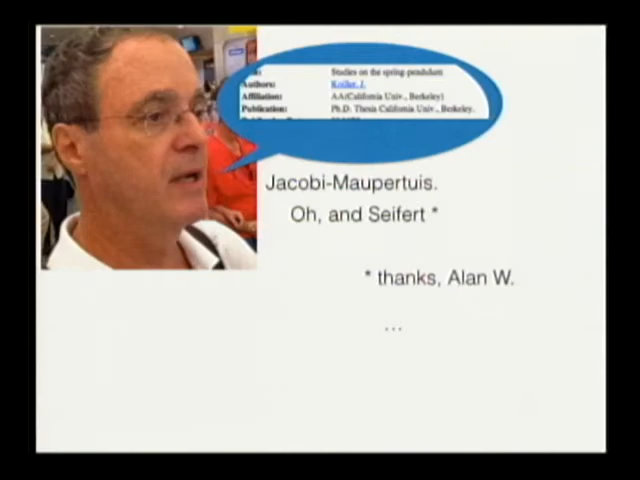 Studies on the spring pendulum
Authors: Koiller, J.
Affiliation: AA(California Univ., Berkeley)
Publication: Ph.D. Thesis California Univ., Berkeley.
Jacobi-Maupertuis.
Oh, and Seifert *
* thanks, Alan W.
...